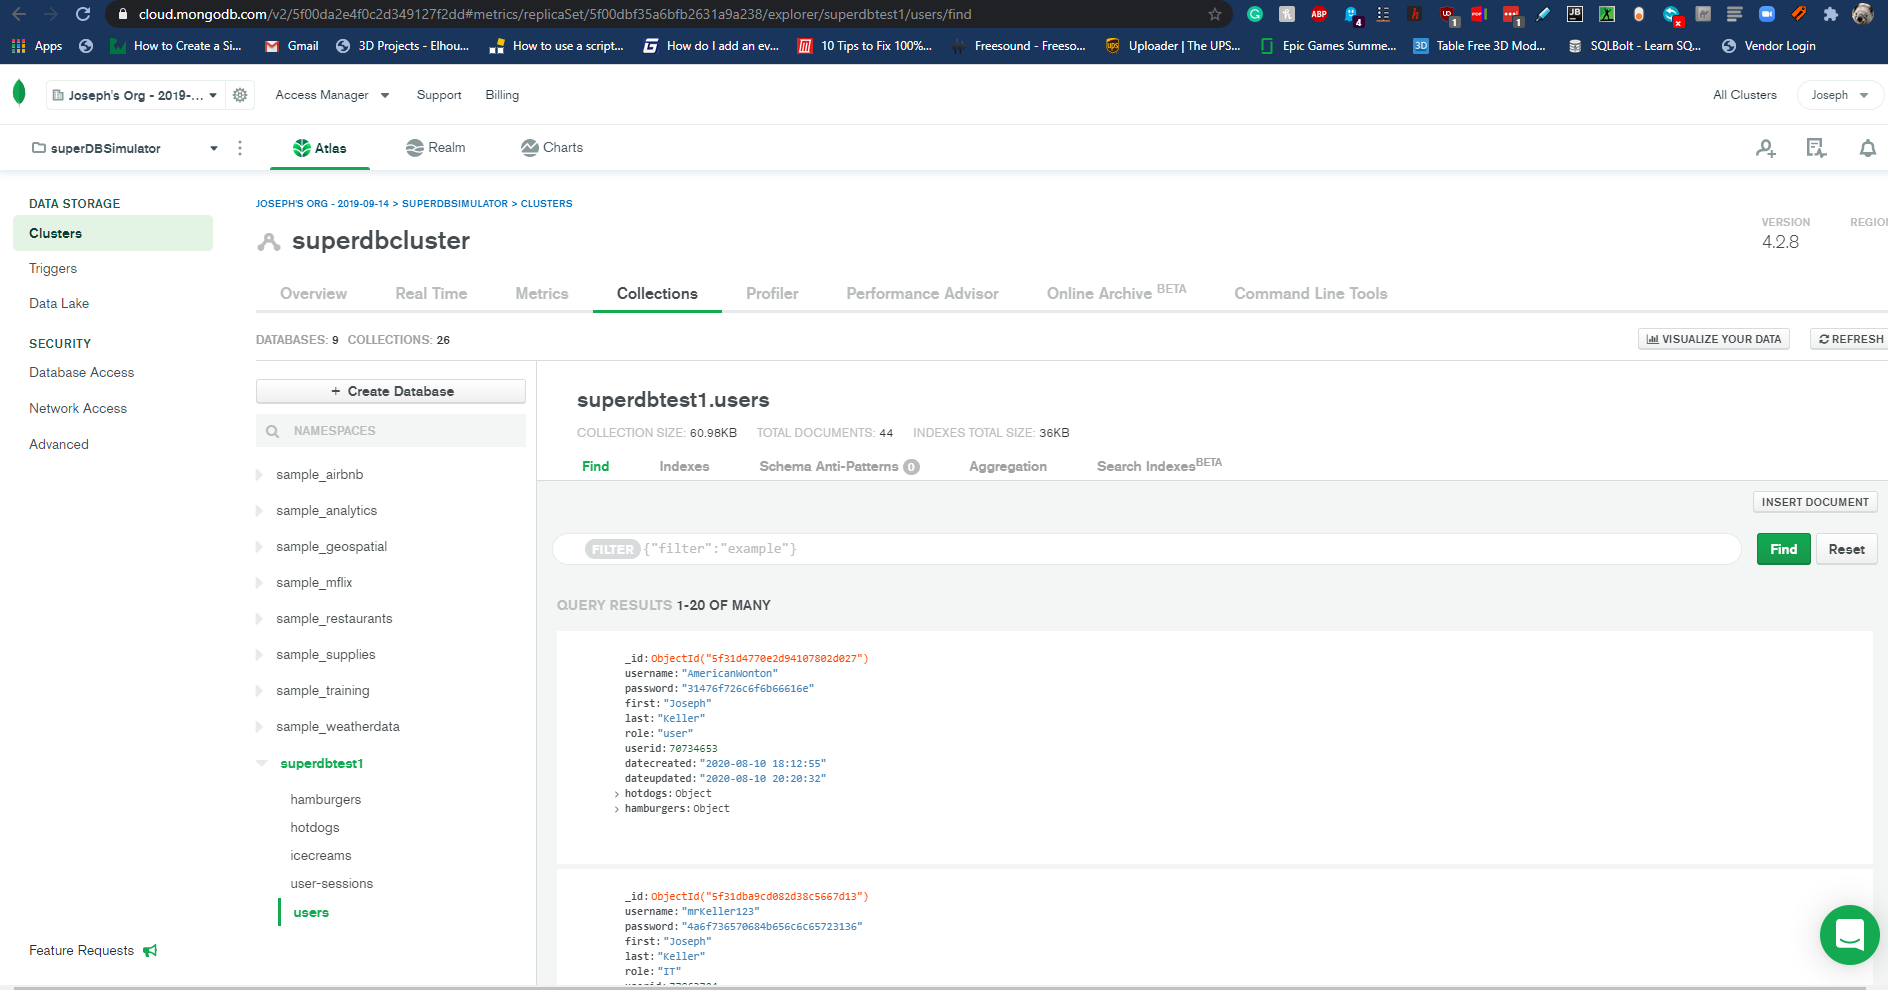 cloud.mongodb.com/v2/5f00da2e4f0c2d349127f2dd#metrics/replicaSet/5f00dbf35a6bfb2631a9a238/explorer/superdbtest1/users/find
Apps How to Create a Si... Gmail 3D Projects - Elhou... How to use a script... How do I add an ev... 10 Tips to Fix 100%... Freesound - Freeso... Uploader | The UPS... Epic Games Summe... 3D Table Free 3D Mod... SQLBolt - Learn SQ... Vendor Login
Joseph's Org - 2019-... Access Manager Support Billing All Clusters Joseph
superDBSimulator Atlas Realm Charts
DATA STORAGE
Clusters
Triggers
Data Lake
SECURITY
Database Access
Network Access
Advanced
Feature Requests
JOSEPH'S ORG - 2019-09-14 > SUPERDBSIMULATOR > CLUSTERS
superdbcluster
VERSION REGIO
4.2.8
Overview Real Time Metrics Collections Profiler Performance Advisor Online Archive BETA Command Line Tools
DATABASES: 9 COLLECTIONS: 26
VISUALIZE YOUR DATA REFRESH
+ Create Database
NAMESPACES
sample_airbnb
sample_analytics
sample_geospatial
sample_mflix
sample_restaurants
sample_supplies
sample_training
sample_weatherdata
superdbtest1
hamburgers
hotdogs
icecreams
user-sessions
users
superdbtest1.users
COLLECTION SIZE: 60.98KB TOTAL DOCUMENTS: 44 INDEXES TOTAL SIZE: 36KB
Find Indexes Schema Anti-Patterns 0 Aggregation Search Indexes BETA
INSERT DOCUMENT
FILTER {"filter":"example"} Find Reset
QUERY RESULTS 1-20 OF MANY
_id: ObjectId("5f31d4770e2d94107802d027")
username: "AmericanWonton"
password: "31476f726c6f6b66616e"
first: "Joseph"
last: "Keller"
role: "user"
userid: 70734653
datecreated: "2020-08-10 18:12:55"
dateupdated: "2020-08-10 20:20:32"
hotdogs: Object
hamburgers: Object
_id: ObjectId("5f31dba9cd082d38c5667d13")
username: "mrKeller123"
password: "4a6f736570684b656c6c65723136"
first: "Joseph"
last: "Keller"
role: "IT"